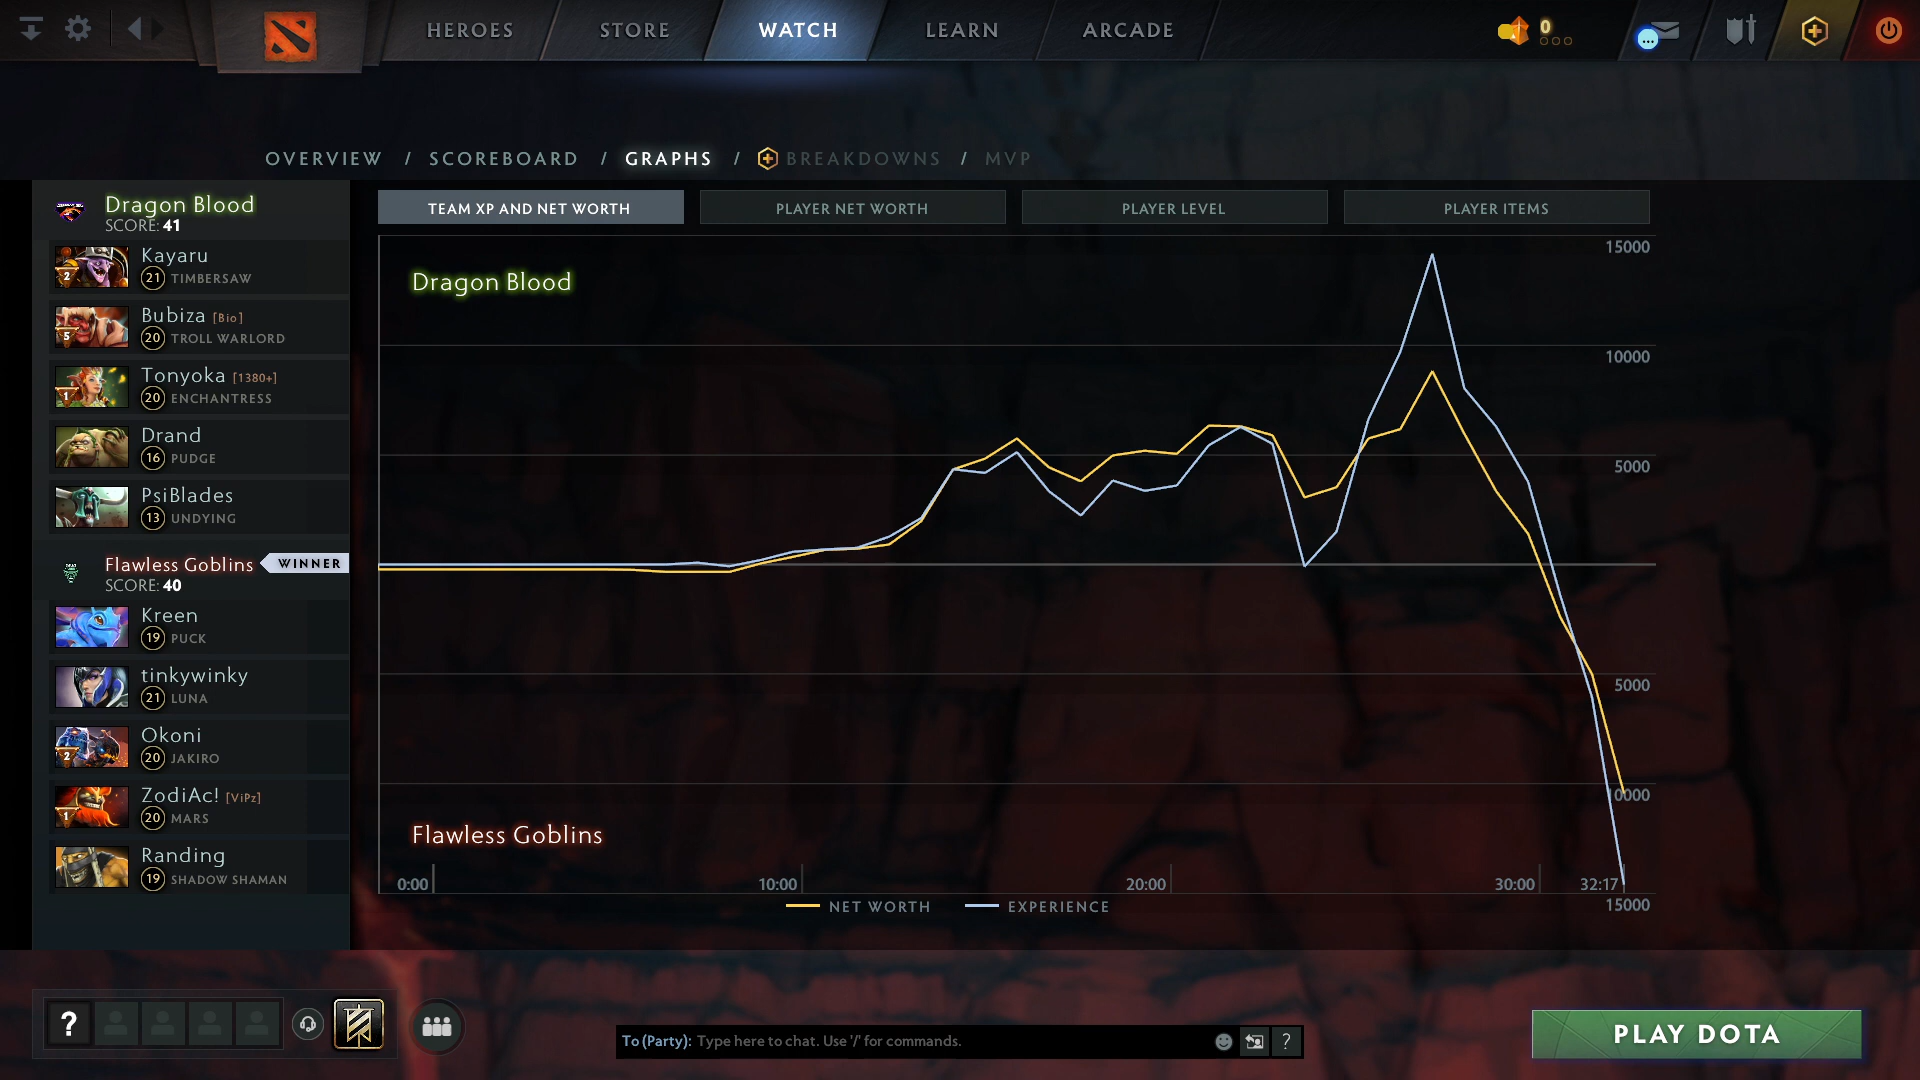 HEROES
STORE
WATCH
LEARN
ARCADE
0
OVERVIEW / SCOREBOARD / GRAPHS / BREAKDOWNS / MVP
Dragon Blood
SCORE: 41
2
Kayaru
21 TIMBERSAW
5
Bubiza [Bio]
20 TROLL WARLORD
1
Tonyoka [1380+]
20 ENCHANTRESS
Drand
16 PUDGE
PsiBlades
13 UNDYING
Flawless Goblins
WINNER
SCORE: 40
Kreen
19 PUCK
tinkywinky
21 LUNA
2
Okoni
20 JAKIRO
1
ZodiAc! [ViPz]
20 MARS
Randing
19 SHADOW SHAMAN
TEAM XP AND NET WORTH
PLAYER NET WORTH
PLAYER LEVEL
PLAYER ITEMS
Dragon Blood
15000
10000
5000
5000
10000
15000
Flawless Goblins
0:00
10:00
20:00
30:00
32:17
NET WORTH
EXPERIENCE
?
To (Party): Type here to chat. Use '/' for commands.
?
PLAY DOTA